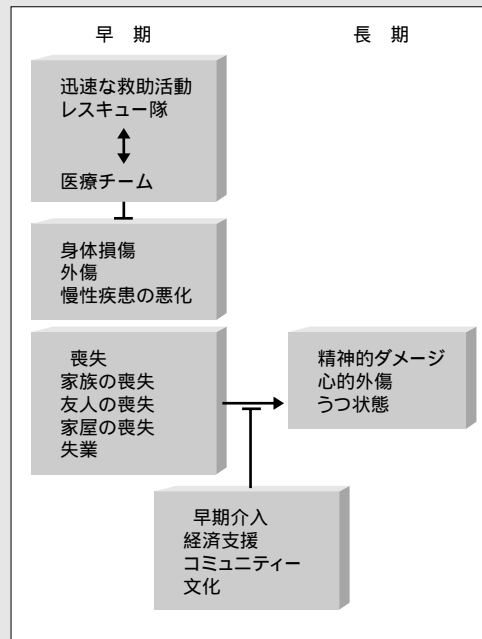 早 期
長 期
迅速な救助活動
レスキュー隊
医療チーム
身体損傷
外傷
慢性疾患の悪化
喪失
家族の喪失
友人の喪失
家屋の喪失
失業
精神的ダメージ
心的外傷
うつ状態
早期介入
経済支援
コミュニティー
文化